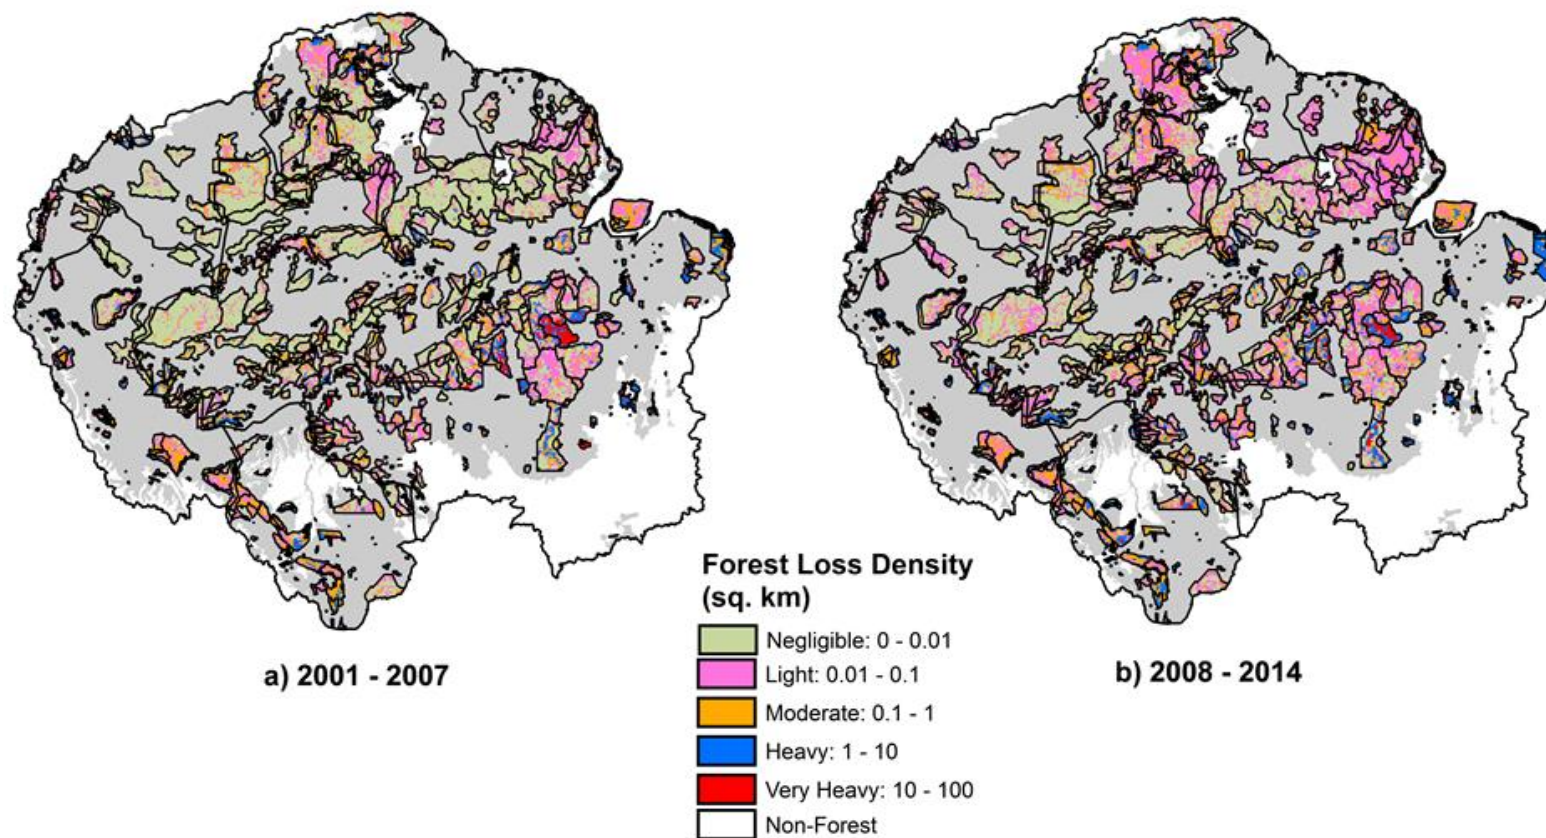 Forest Loss Density
(sq. km)
Negligible: 0 - 0.01
Light: 0.01 - 0.1
Moderate: 0.1 - 1
Heavy: 1 - 10
Very Heavy: 10 - 100
Non-Forest
a) 2001 - 2007
b) 2008 - 2014